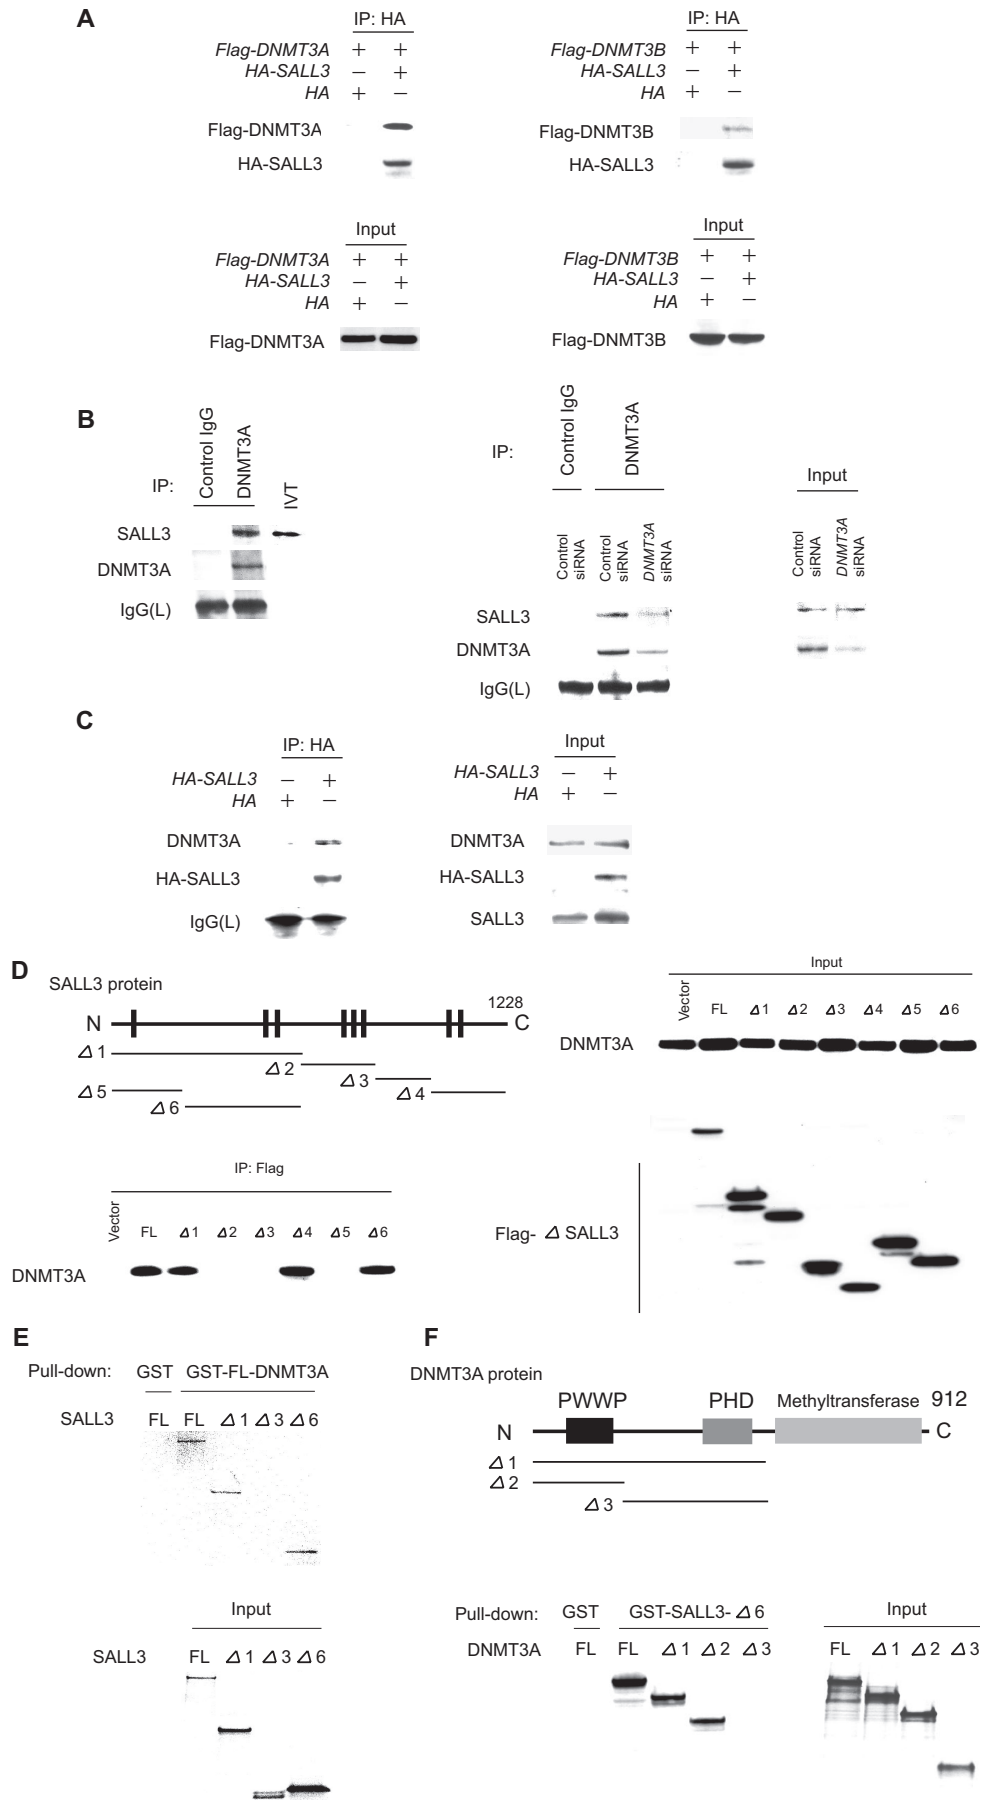 A
IP: HA
Flag-DNMT3A + +
HA-SALL3 − +
HA + −
Flag-DNMT3A
HA-SALL3
Input
Flag-DNMT3A + +
HA-SALL3 − +
HA + −
Flag-DNMT3A
IP: HA
Flag-DNMT3B + +
HA-SALL3 − +
HA + −
Flag-DNMT3B
HA-SALL3
Input
Flag-DNMT3B + +
HA-SALL3 − +
HA + −
Flag-DNMT3B
B
IP: Control IgG DNMT3A IVT
SALL3
DNMT3A
IgG(L)
IP: Control IgG DNMT3A
Control siRNA Control siRNA DNMT3A siRNA
SALL3
DNMT3A
IgG(L)
Input
Control siRNA DNMT3A siRNA
C
IP: HA
HA-SALL3 − +
HA + −
DNMT3A
HA-SALL3
IgG(L)
Input
HA-SALL3 − +
HA + −
DNMT3A
HA-SALL3
SALL3
D
SALL3 protein
1228
N C
Δ1
Δ2
Δ3
Δ5 Δ4
Δ6
IP: Flag
Vector FL Δ1 Δ2 Δ3 Δ4 Δ5 Δ6
DNMT3A
Input
Vector FL Δ1 Δ2 Δ3 Δ4 Δ5 Δ6
DNMT3A
Flag- Δ SALL3
E
Pull-down: GST GST-FL-DNMT3A
SALL3 FL FL Δ1 Δ3 Δ6
Input
SALL3 FL Δ1 Δ3 Δ6
F
DNMT3A protein
PWWP PHD Methyltransferase 912
N C
Δ1
Δ2
Δ3
Pull-down: GST GST-SALL3- Δ6 Input
DNMT3A FL FL Δ1 Δ2 Δ3 FL Δ1 Δ2 Δ3